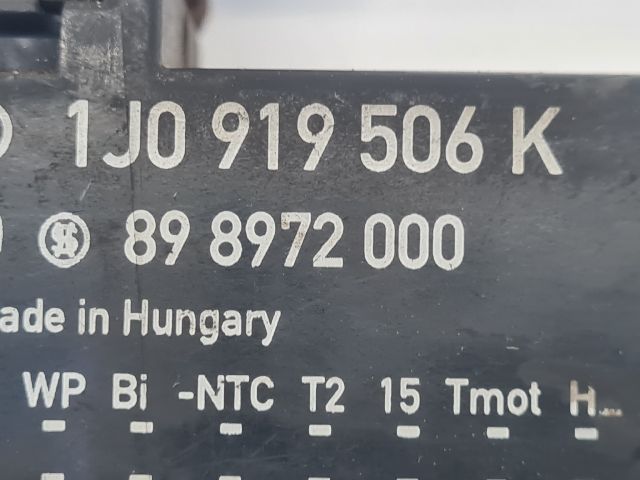 1J0 919 506 K
89 8972 000
ade in Hungary
WP Bi -NTC T2 15 Tmot